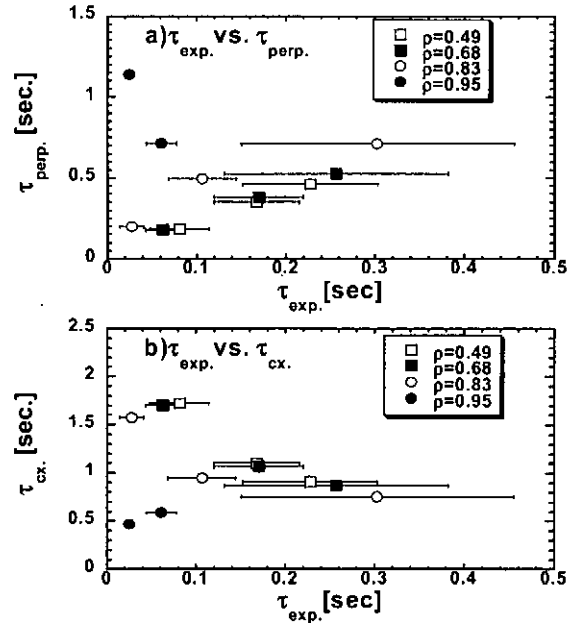 a)τexp. vs. τperp.
ρ=0.49
ρ=0.68
ρ=0.83
ρ=0.95
τperp. [sec.]
1.5
1
0.5
0
0 0.1 0.2 0.3 0.4 0.5
τexp. [sec]
b)τexp. vs. τcx.
ρ=0.49
ρ=0.68
ρ=0.83
ρ=0.95
τcx. [sec.]
2.5
2
1.5
1
0.5
0
0 0.1 0.2 0.3 0.4 0.5
τexp. [sec]